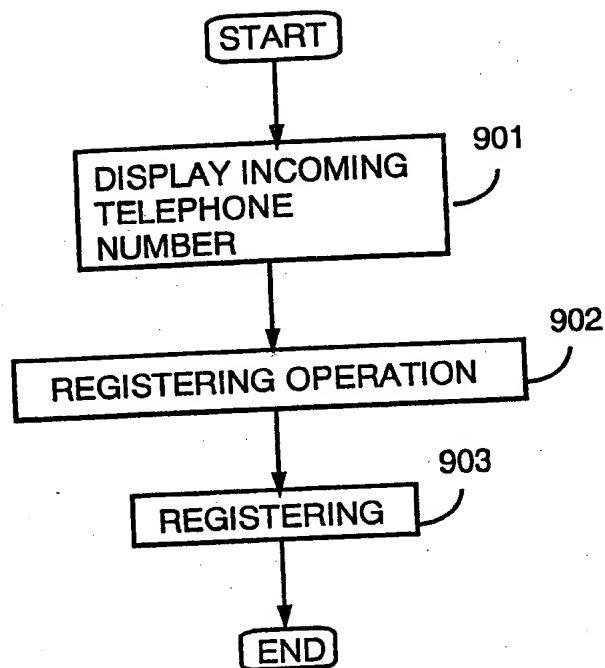 START
DISPLAY INCOMING
TELEPHONE
NUMBER
901
REGISTERING OPERATION
902
REGISTERING
903
END